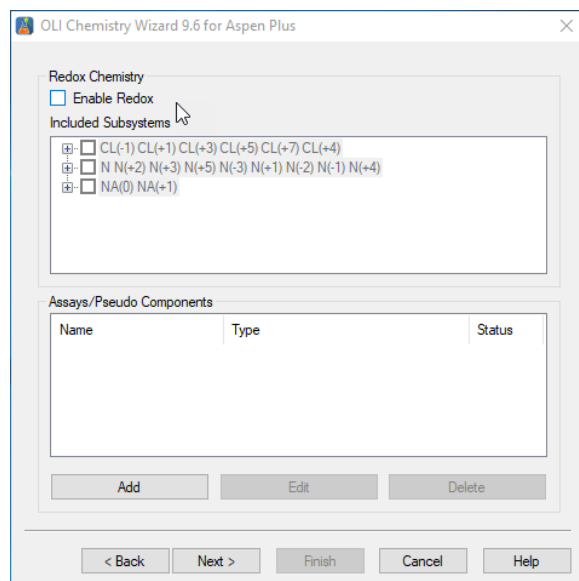 OLI Chemistry Wizard 9.6 for Aspen Plus
Redox Chemistry
Enable Redox
Included Subsystems
CL(-1) CL(+1) CL(+3) CL(+5) CL(+7) CL(+4)
N N(+2) N(+3) N(+5) N(-3) N(+1) N(-2) N(-1) N(+4)
NA(0) NA(+1)
Assays/Pseudo Components
Name Type Status
Add Edit Delete
< Back Next > Finish Cancel Help